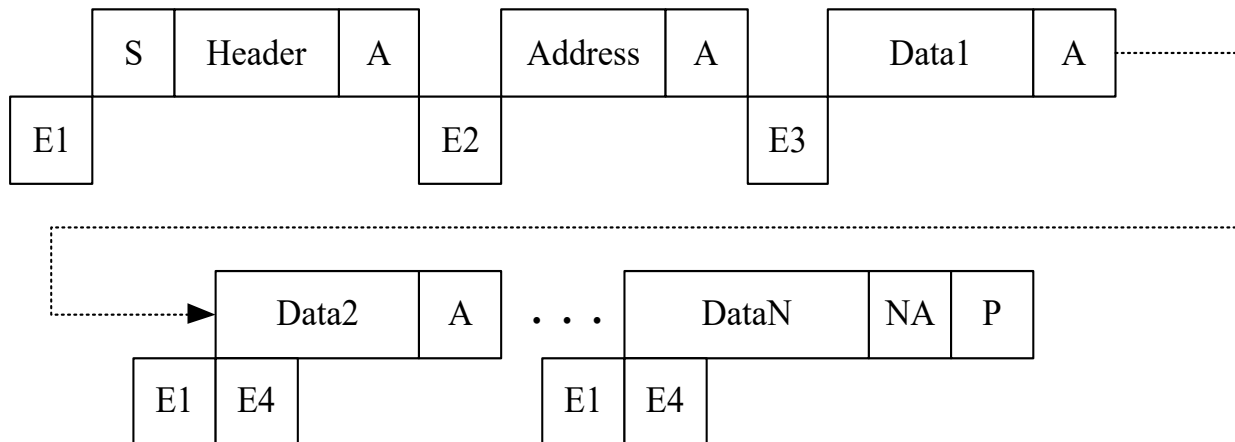 S Header A Address A Data1 A
E1 E2 E3
Data2 A . . . DataN NA P
E1 E4 E1 E4